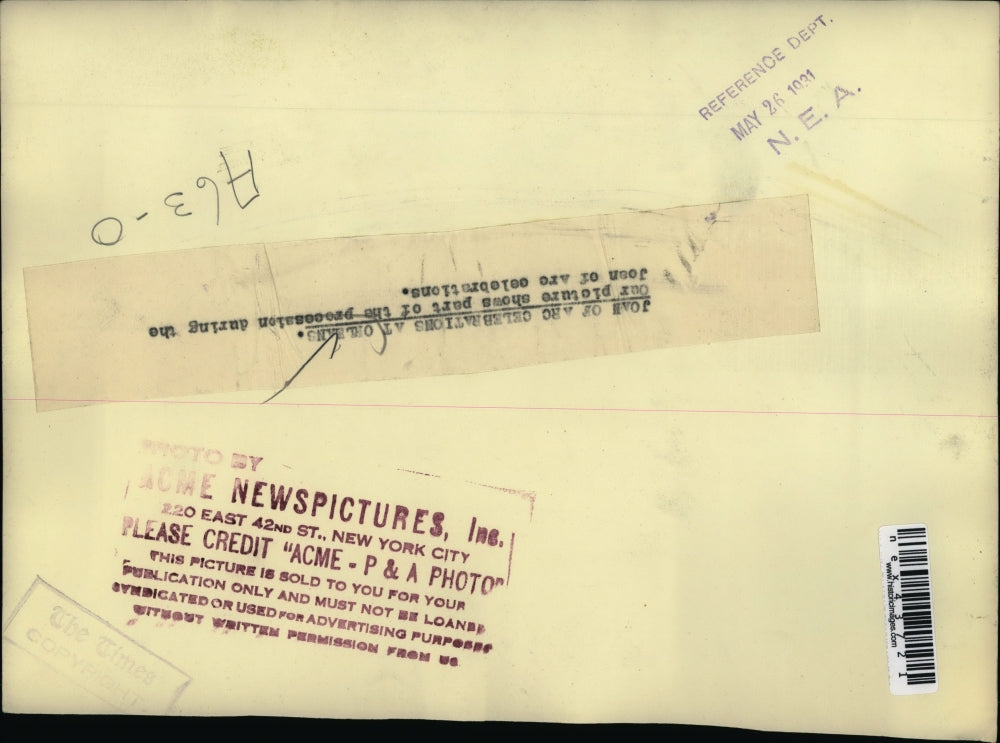 REFERENCE DEPT.
MAY 26 1931
N. E. A.
A63-0
JOAN OF ARC CELEBRATIONS AT ORLEANS.
Our picture shows part of the procession during the
Joan of Arc celebrations.
PHOTO BY
ACME NEWSPICTURES, Inc.
220 EAST 42ND ST., NEW YORK CITY
PLEASE CREDIT "ACME - P & A PHOTO"
THIS PICTURE IS SOLD TO YOU FOR YOUR
PUBLICATION ONLY AND MUST NOT BE LOANED
SYNDICATED OR USED FOR ADVERTISING PURPOSES
WITHOUT WRITTEN PERMISSION FROM US
The Times
COPYRIGHT
www.historicimages.com
nex43721